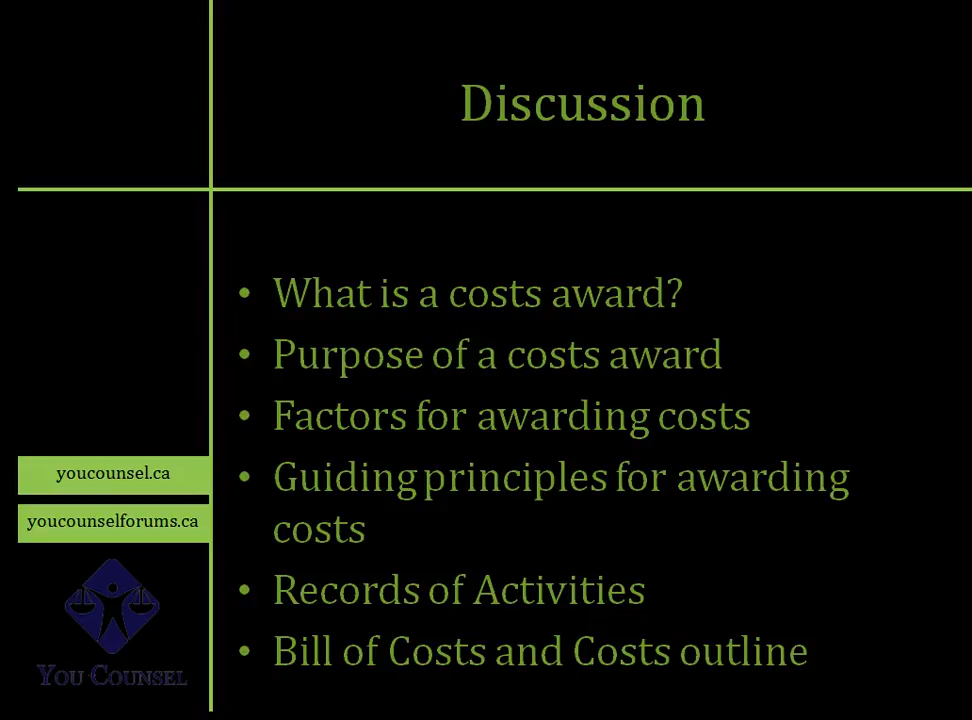 Discussion
• What is a costs award?
• Purpose of a costs award
• Factors for awarding costs
• Guiding principles for awarding
costs
• Records of Activities
• Bill of Costs and Costs outline
youcounsel.ca
youcounselforums.ca
YOU COUNSEL